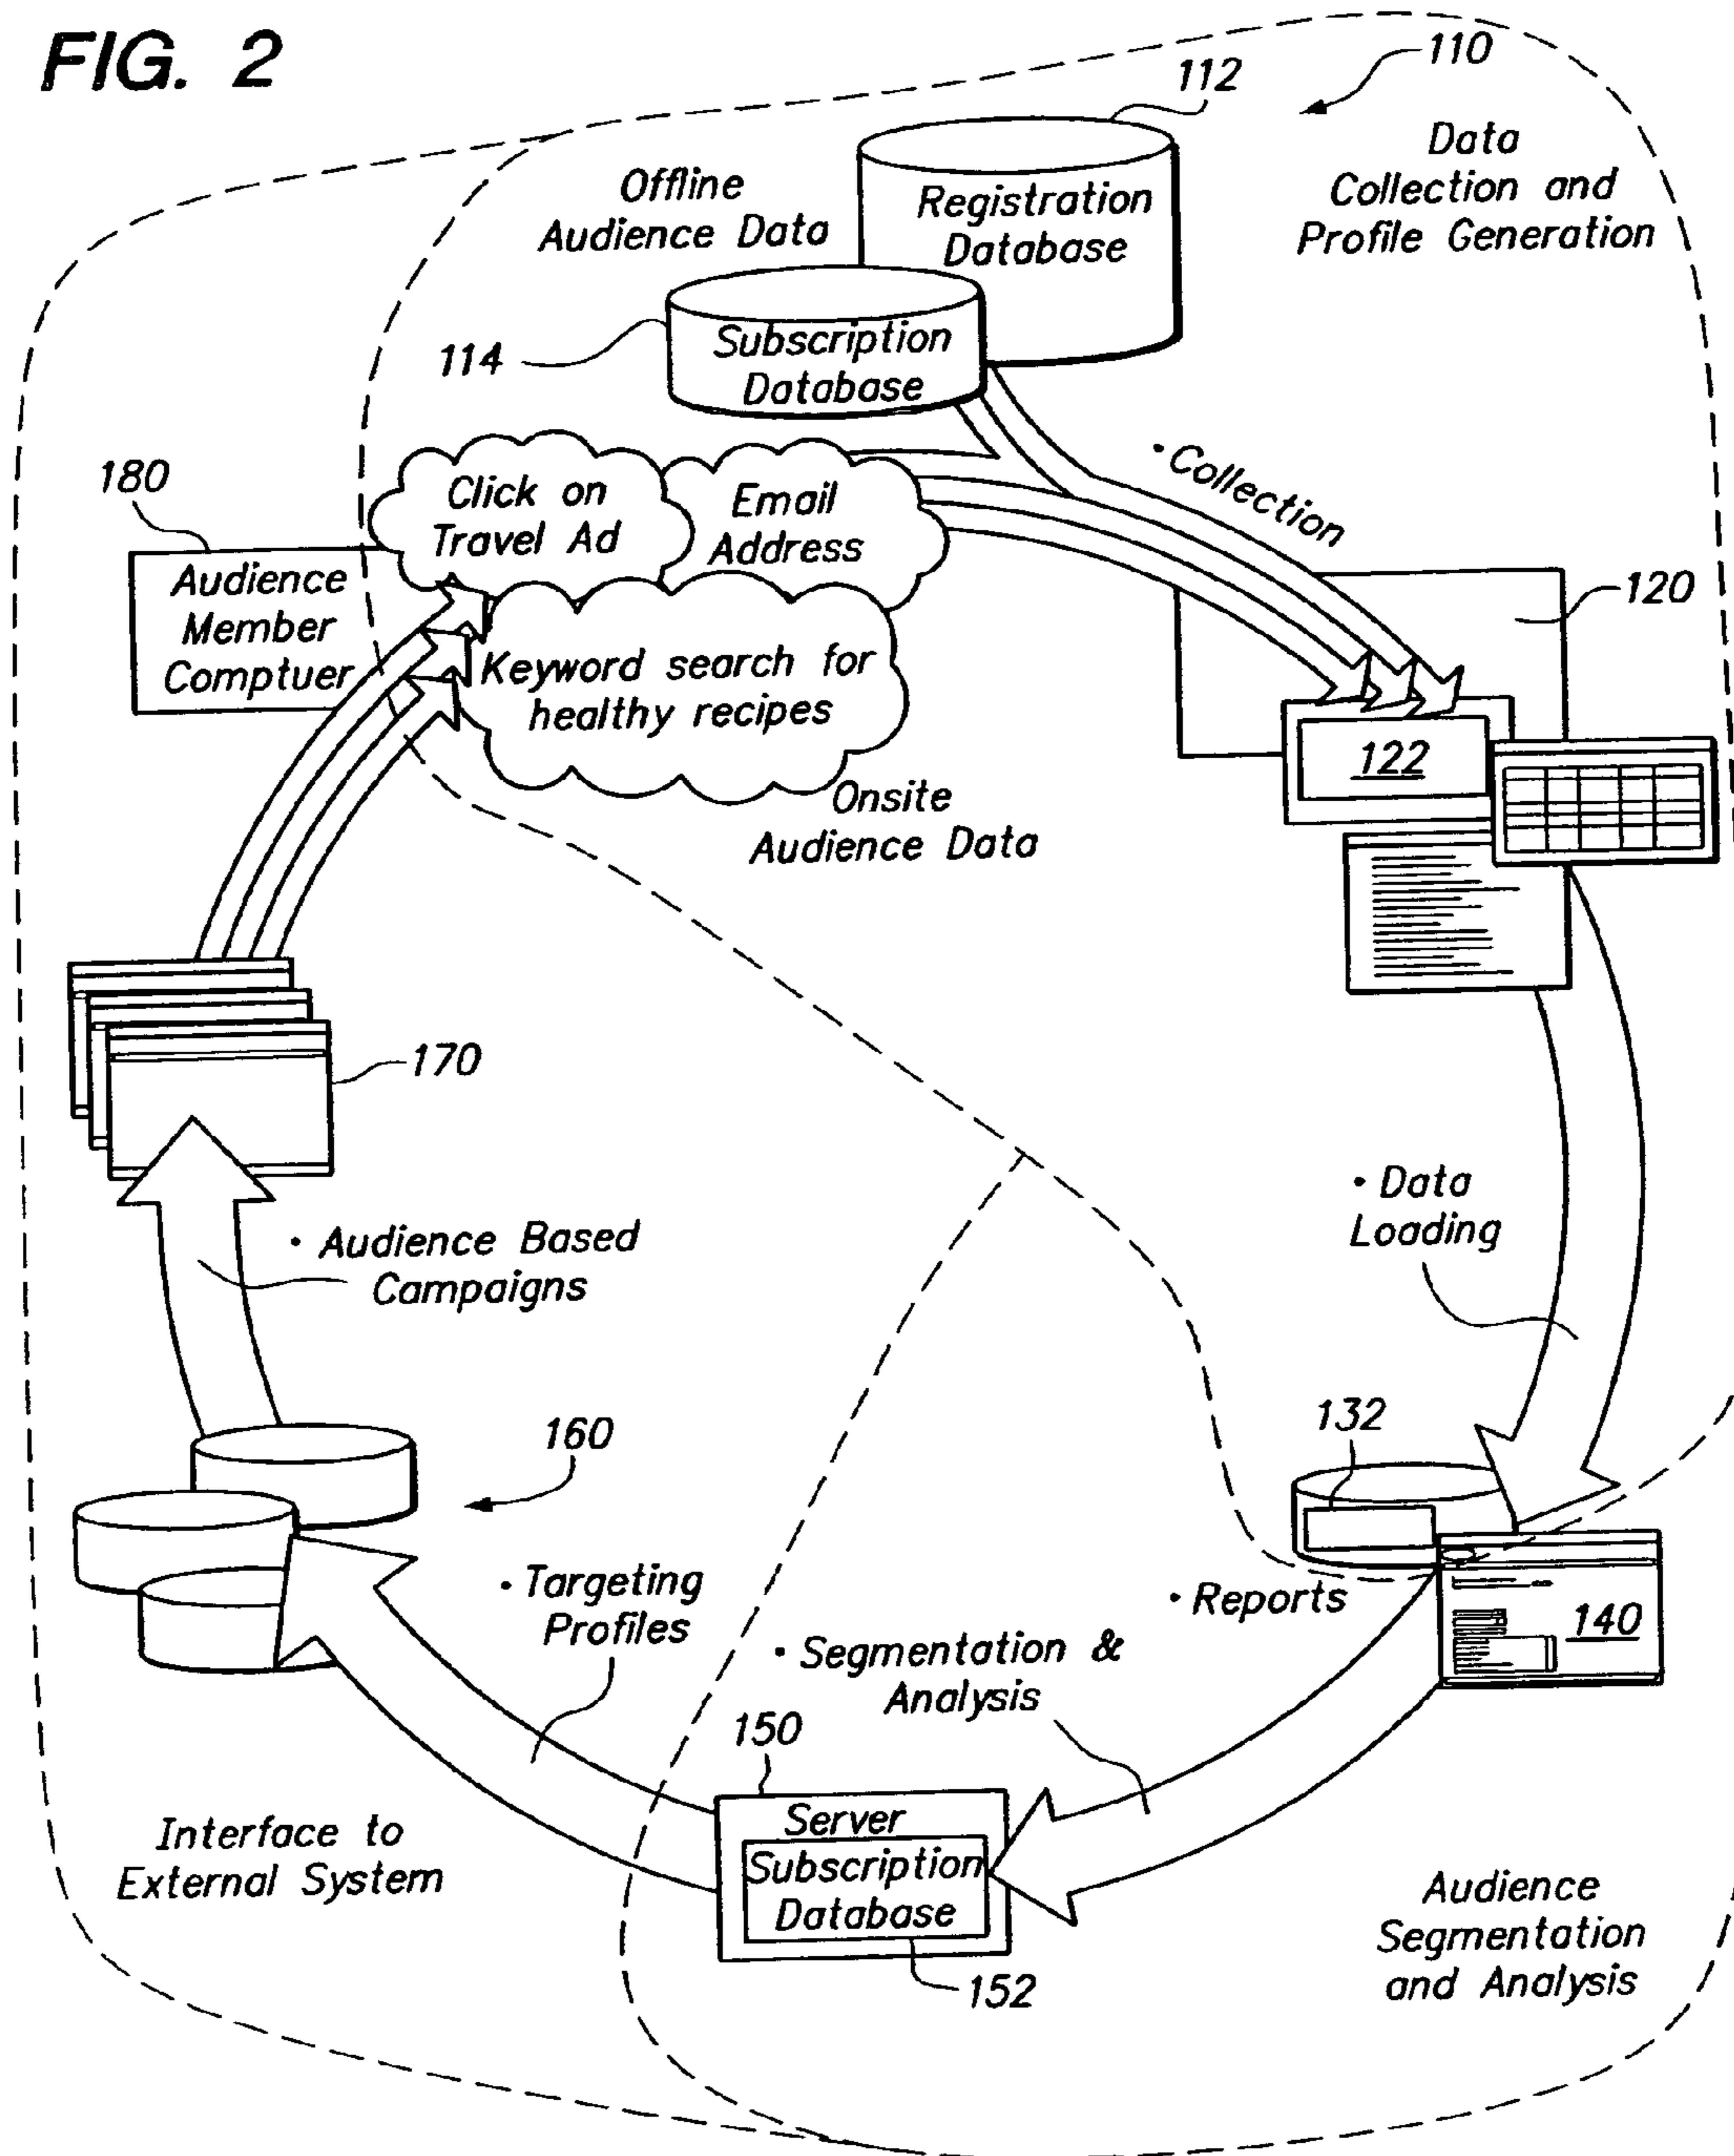 FIG. 2
110
112
Data
Collection and
Profile Generation
Offline
Audience Data
Registration
Database
114
Subscription
Database
• Collection
180
Click on
Travel Ad
Email
Address
Audience
Member
Comptuer
120
Keyword search for
healthy recipes
122
Onsite
Audience Data
170
• Data
Loading
• Audience Based
Campaigns
132
160
• Targeting
Profiles
• Reports
140
• Segmentation &
Analysis
150
Server
Subscription
Database
152
Interface to
External System
Audience
Segmentation
and Analysis